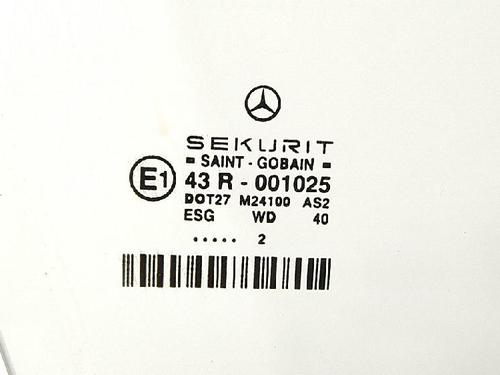 SEKURIT
SAINT - GOBAIN
E1 43 R - 001025
DOT27 M24100 AS2
ESG WD 40
..... 2